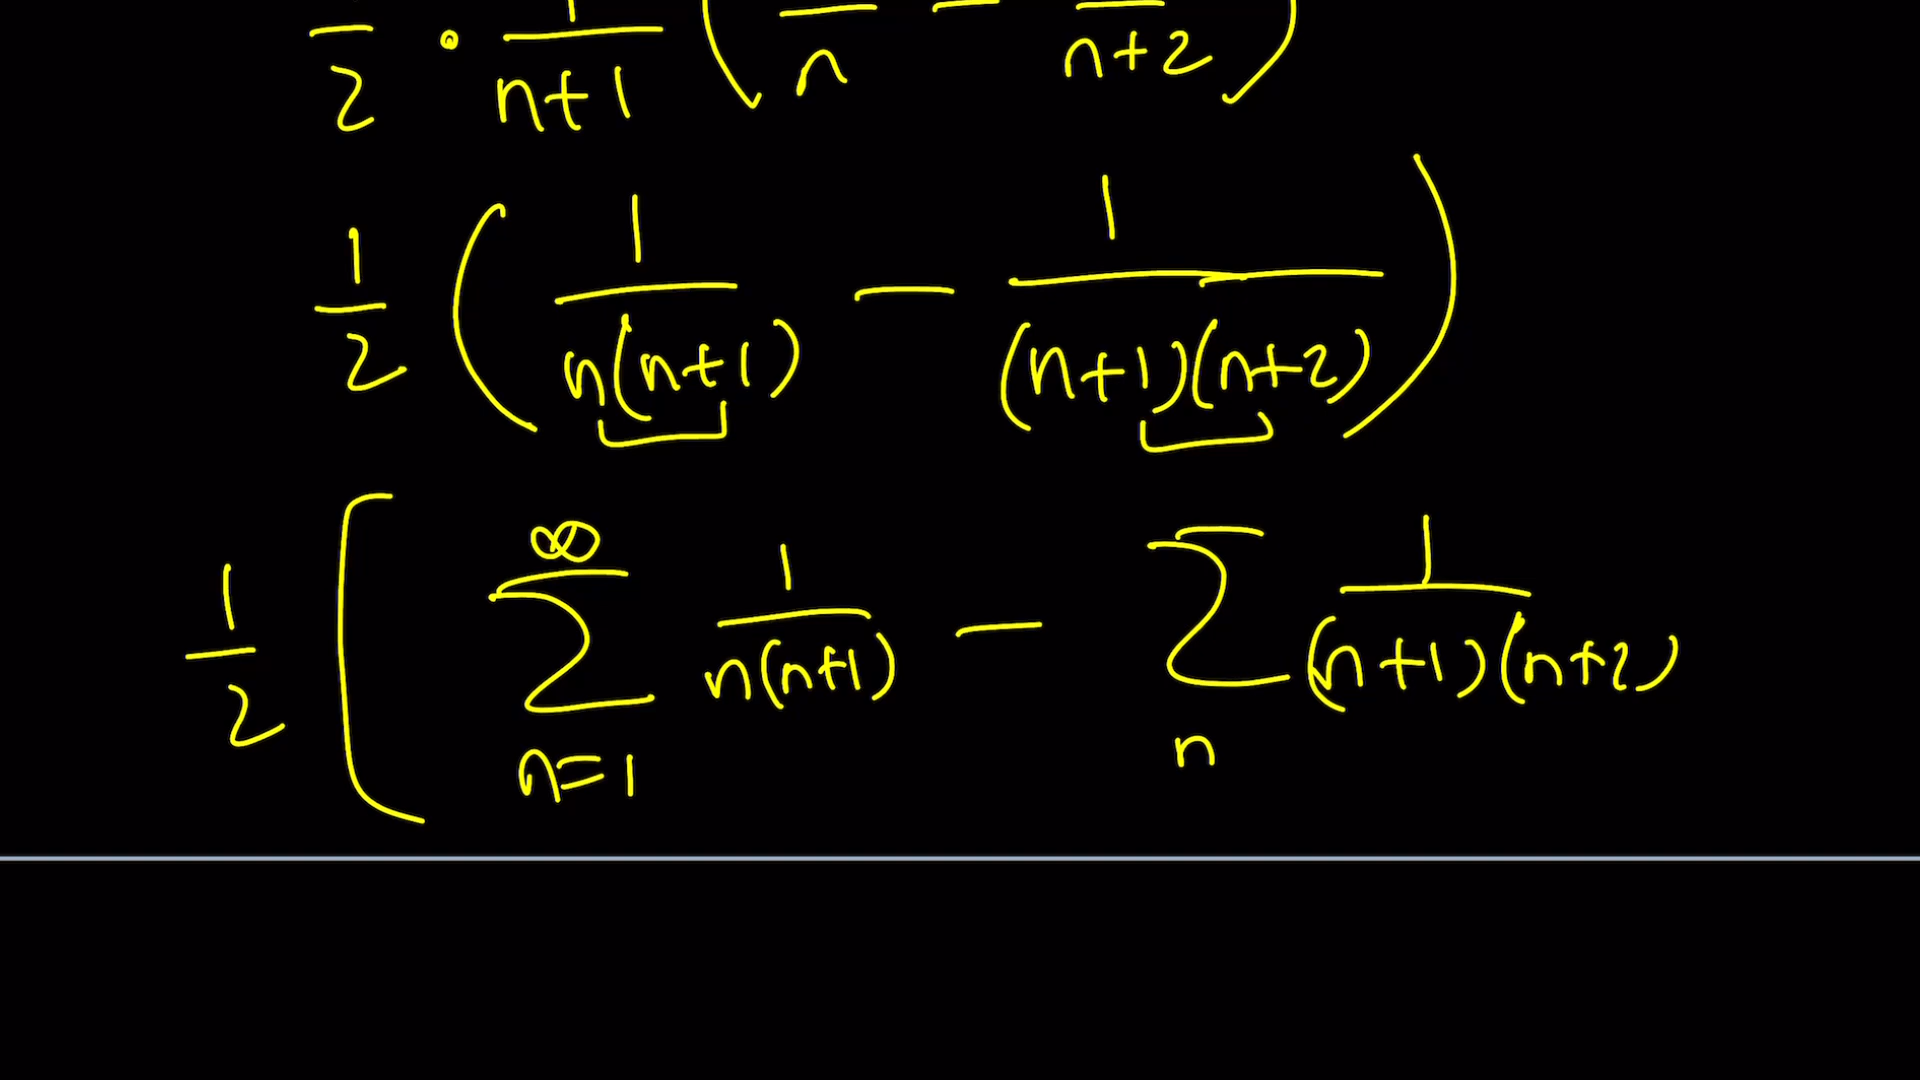 1/2 · 1/(n+1) ( 1/n − 1/(n+2) )
1/2 ( 1/(n(n+1)) − 1/((n+1)(n+2)) )
1/2 [ ∑_{n=1}^{∞} 1/(n(n+1)) − ∑_{n} 1/((n+1)(n+2))